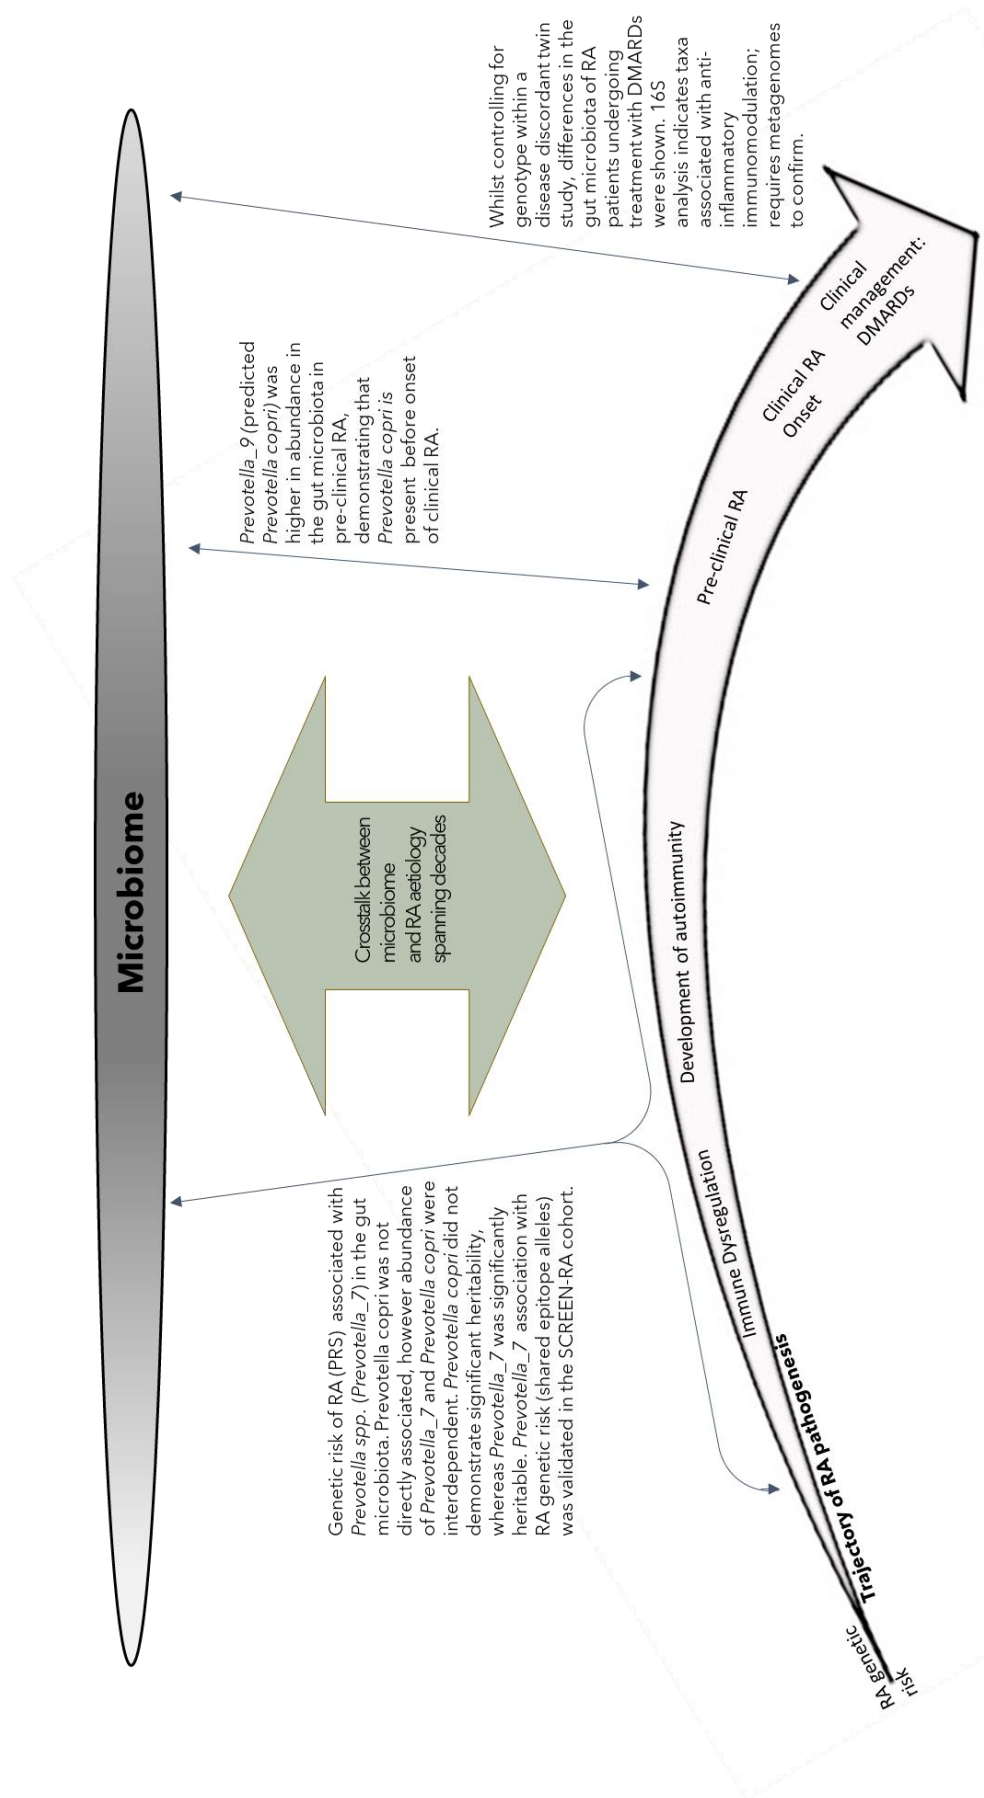 Microbiome
Genetic risk of RA (PRS) associated with
Prevotella spp. (Prevotella_7) in the gut
microbiota. Prevotella copri was not
directly associated, however abundance
of Prevotella_7 and Prevotella copri were
interdependent. Prevotella copri did not
demonstrate significant heritability,
whereas Prevotella_7 was significantly
heritable. Prevotella_7 association with
RA genetic risk (shared epitope alleles)
was validated in the SCREEN-RA cohort.
Crosstalk between
microbiome
and RA aetiology
spanning decades
Prevotella_9 (predicted
Prevotella copri) was
higher in abundance in
the gut microbiota in
pre-clinical RA,
demonstrating that
Prevotella copri is
present before onset
of clinical RA.
Whilst controlling for
genotype within a
disease discordant twin
study, differences in the
gut microbiota of RA
patients undergoing
treatment with DMARDs
were shown. 16S
analysis indicates taxa
associated with anti-
inflammatory
immunomodulation;
requires metagenomes
to confirm.
RA genetic
risk
Trajectory of RA pathogenesis
Immune Dysregulation
Development of autoimmunity
Pre-clinical RA
Clinical RA
Onset
Clinical
management:
DMARDs